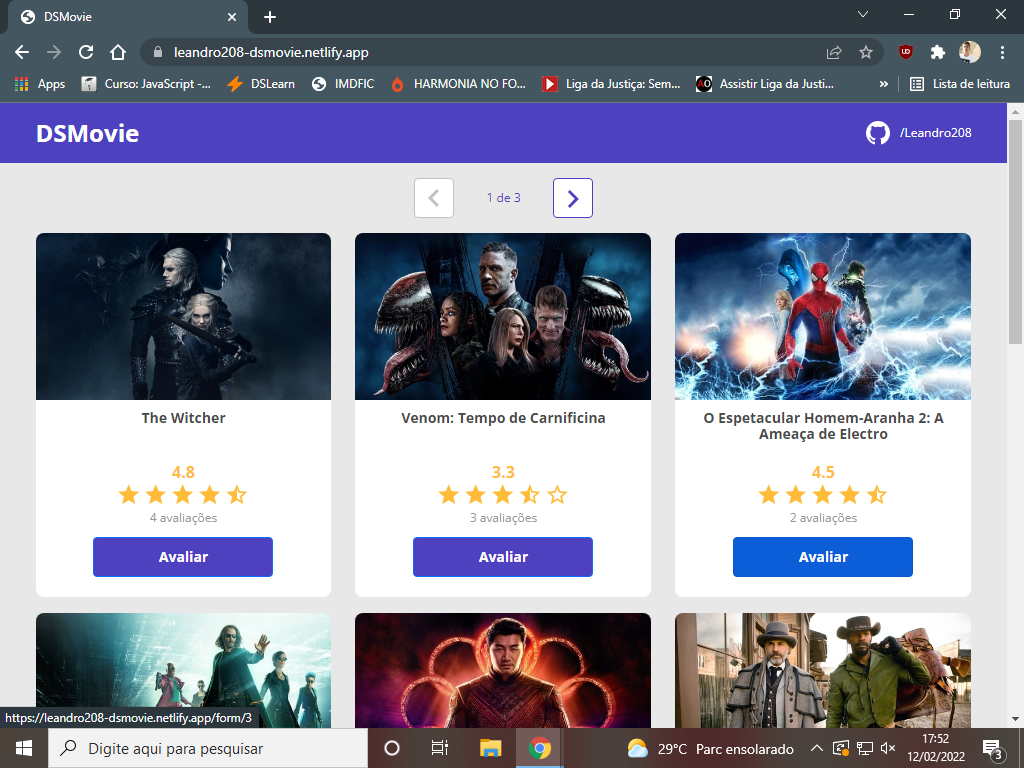 DSMovie
leandro208-dsmovie.netlify.app
Apps
Curso: JavaScript -...
DSLearn
IMDFIC
HARMONIA NO FO...
Liga da Justiça: Sem...
AO
Assistir Liga da Justi...
»
Lista de leitura
DSMovie
/Leandro208
1 de 3
The Witcher
4.8
4 avaliações
Avaliar
Venom: Tempo de Carnificina
3.3
3 avaliações
Avaliar
O Espetacular Homem-Aranha 2: A
Ameaça de Electro
4.5
2 avaliações
Avaliar
https://leandro208-dsmovie.netlify.app/form/3
Digite aqui para pesquisar
29°C Parc ensolarado
17:52
12/02/2022
3